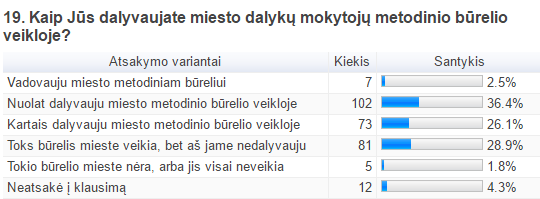 19. Kaip Jūs dalyvaujate miesto dalykų mokytojų metodinio būrelio
veikloje?
Atsakymo variantai Kiekis Santykis
Vadovauju miesto metodiniam būreliui 7 2.5%
Nuolat dalyvauju miesto metodinio būrelio veikloje 102 36.4%
Kartais dalyvauju miesto metodinio būrelio veikloje 73 26.1%
Toks būrelis mieste veikia, bet aš jame nedalyvauju 81 28.9%
Tokio būrelio mieste nėra, arba jis visai neveikia 5 1.8%
Neatsakė į klausimą 12 4.3%